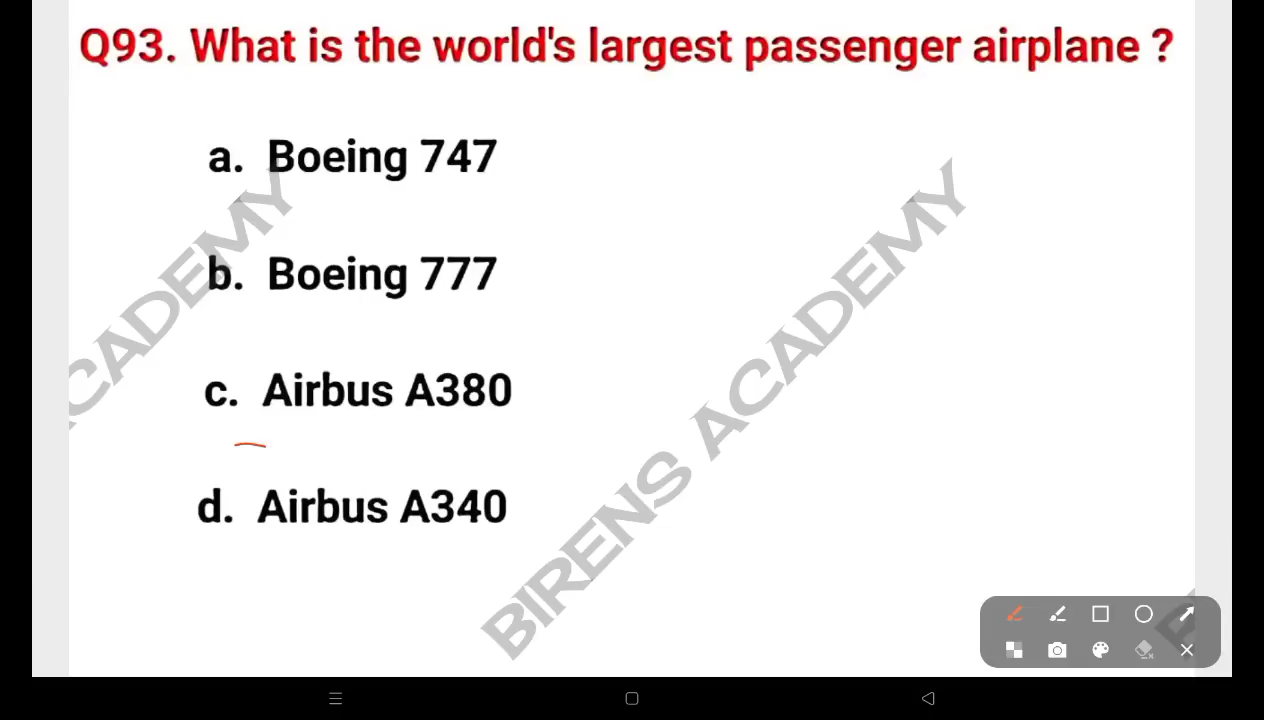 Q93. What is the world's largest passenger airplane ?
a. Boeing 747
b. Boeing 777
c. Airbus A380
d. Airbus A340
CADEMY
BIRENS ACADEMY